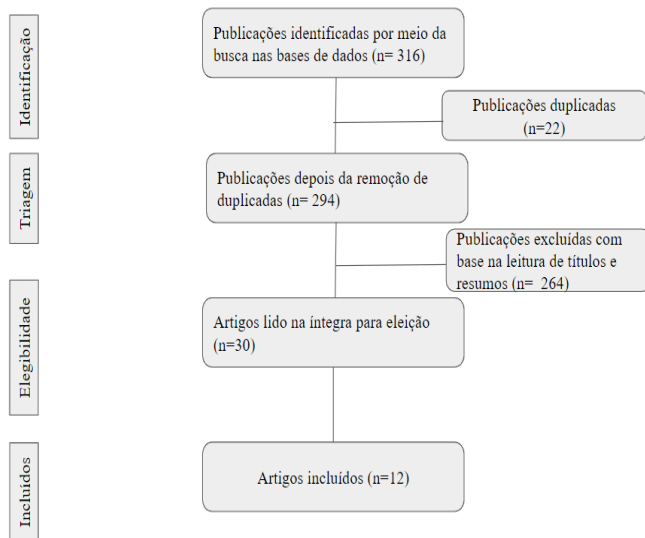 Identificação
Publicações identificadas por meio da
busca nas bases de dados (n= 316)
Publicações duplicadas
(n=22)
Triagem
Publicações depois da remoção de
duplicadas (n= 294)
Publicações excluídas com
base na leitura de títulos e
resumos (n= 264)
Elegibilidade
Artigos lido na íntegra para eleição
(n=30)
Incluídos
Artigos incluídos (n=12)